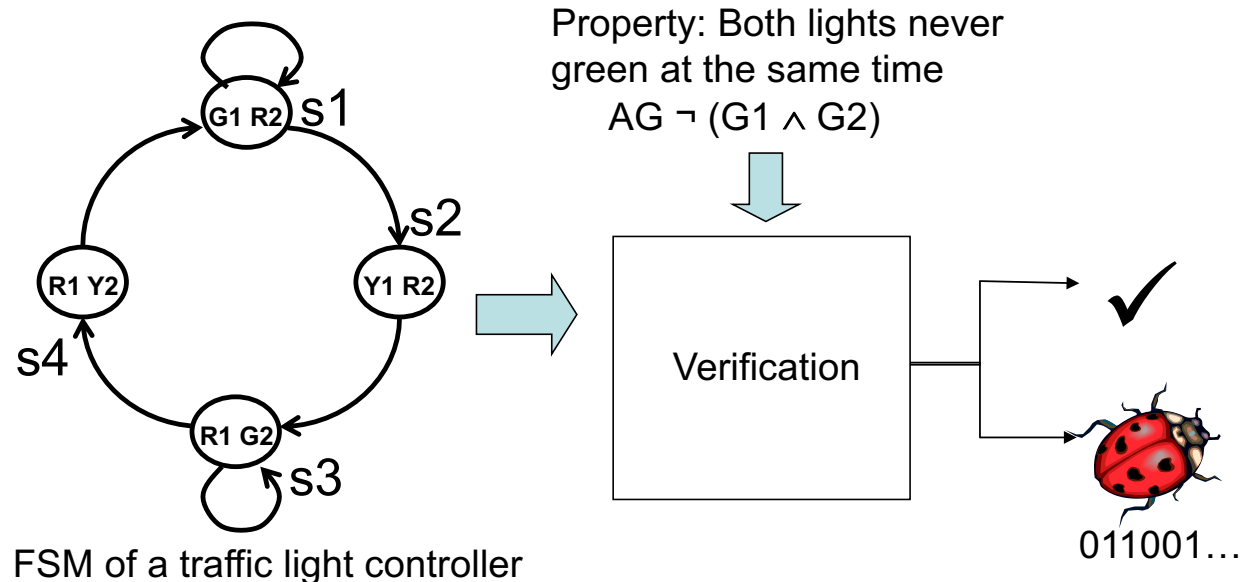 Property: Both lights never
green at the same time
AG ¬ (G1 ∧ G2)
G1 R2
s1
s2
Y1 R2
R1 Y2
s4
R1 G2
s3
Verification
FSM of a traffic light controller
011001…